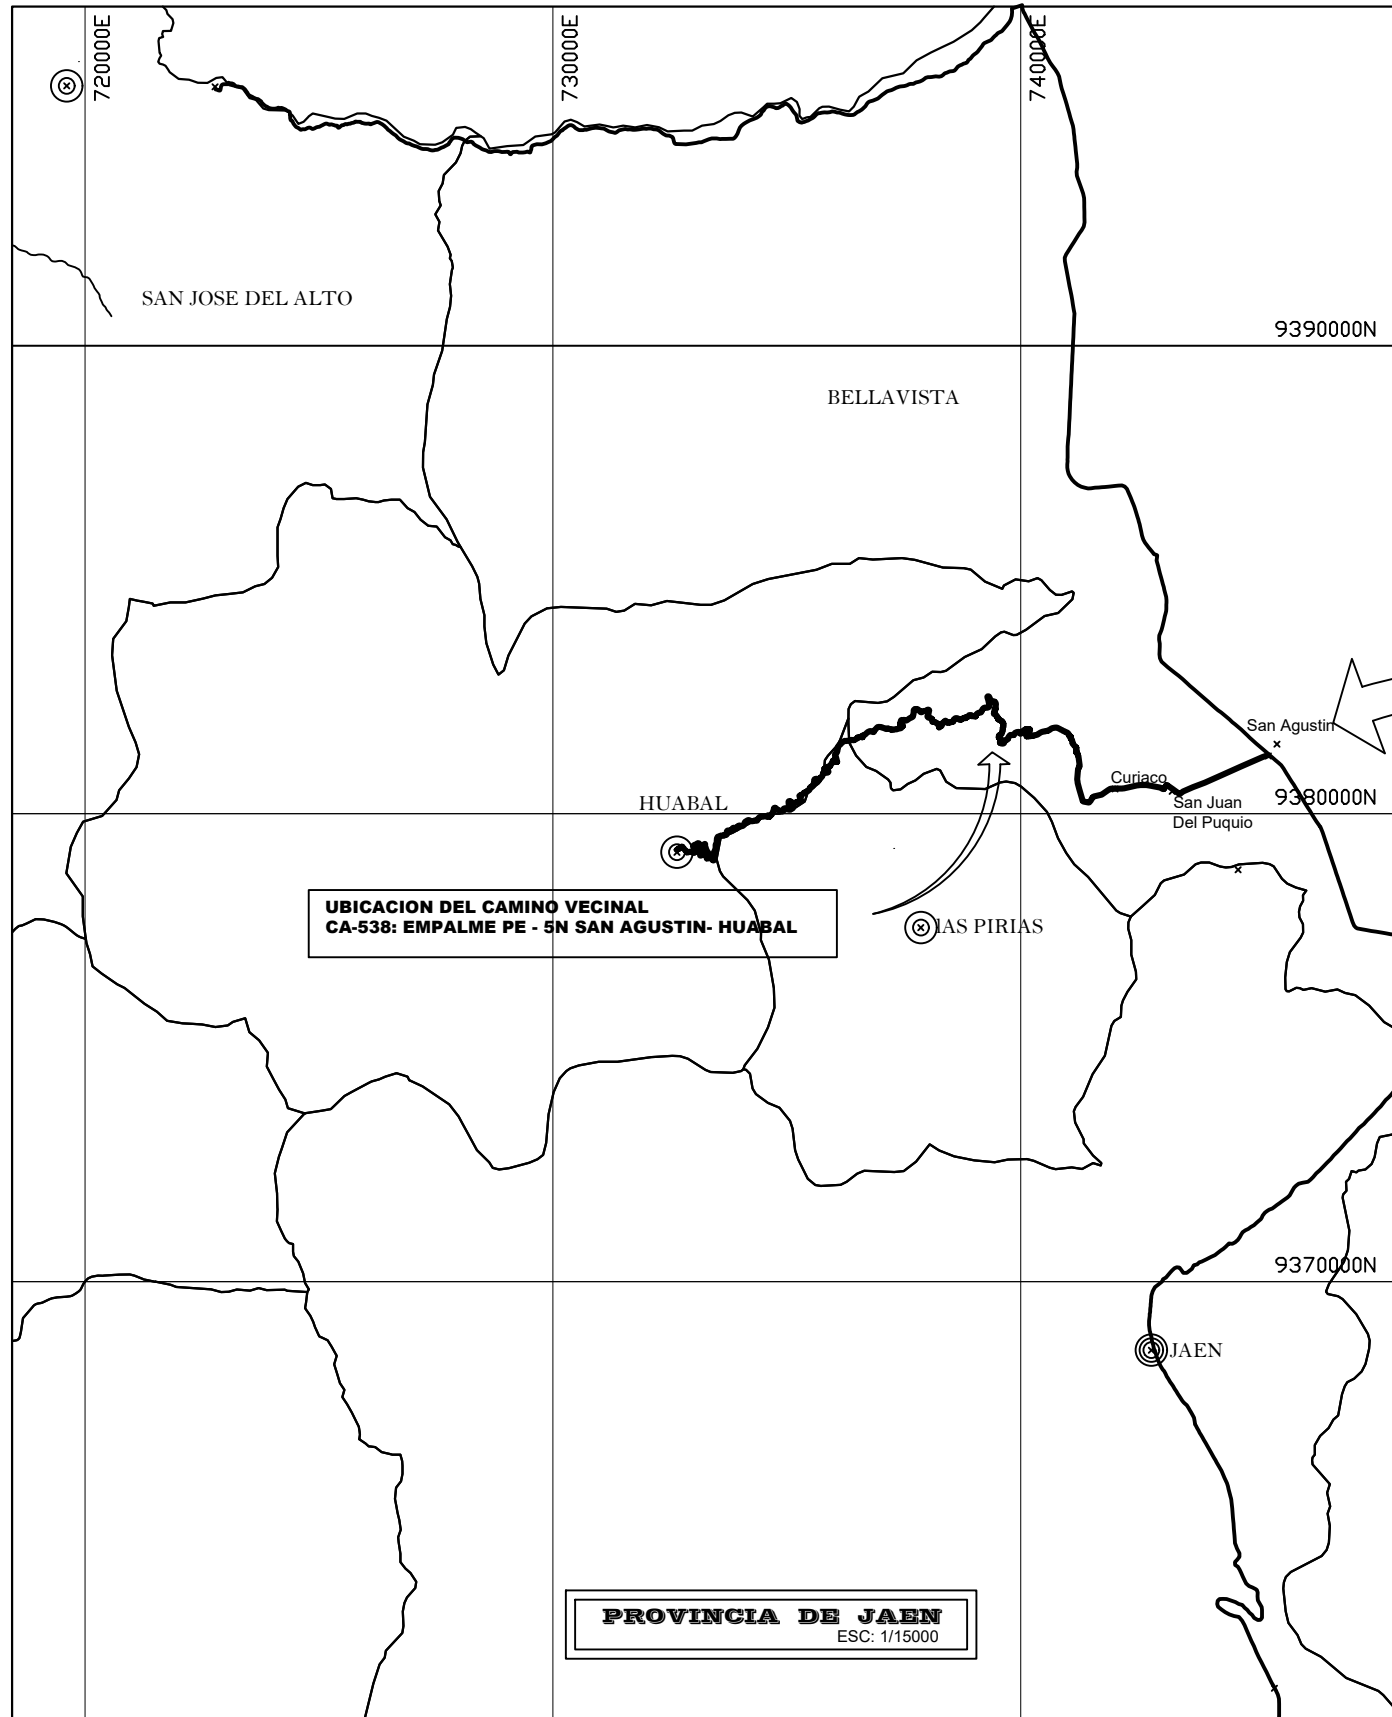 720000E
730000E
740000E
SAN JOSE DEL ALTO
9390000N
BELLAVISTA
San Agustin
Curiaco
San Juan
Del Puquio
9380000N
HUABAL
UBICACION DEL CAMINO VECINAL
CA-538: EMPALME PE - 5N SAN AGUSTIN- HUABAL
lAS PIRIAS
9370000N
JAEN
PROVINCIA DE JAEN
ESC: 1/15000